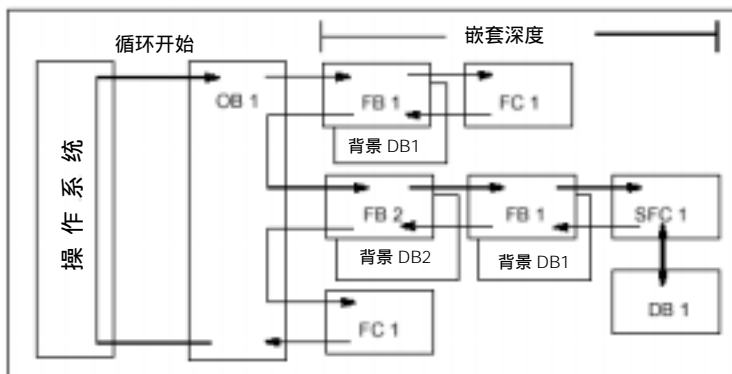 循环开始
嵌套深度
操作系统
OB 1
FB 1
FC 1
背景 DB1
FB 2
FB 1
SFC 1
背景 DB2
背景 DB1
DB 1
FC 1